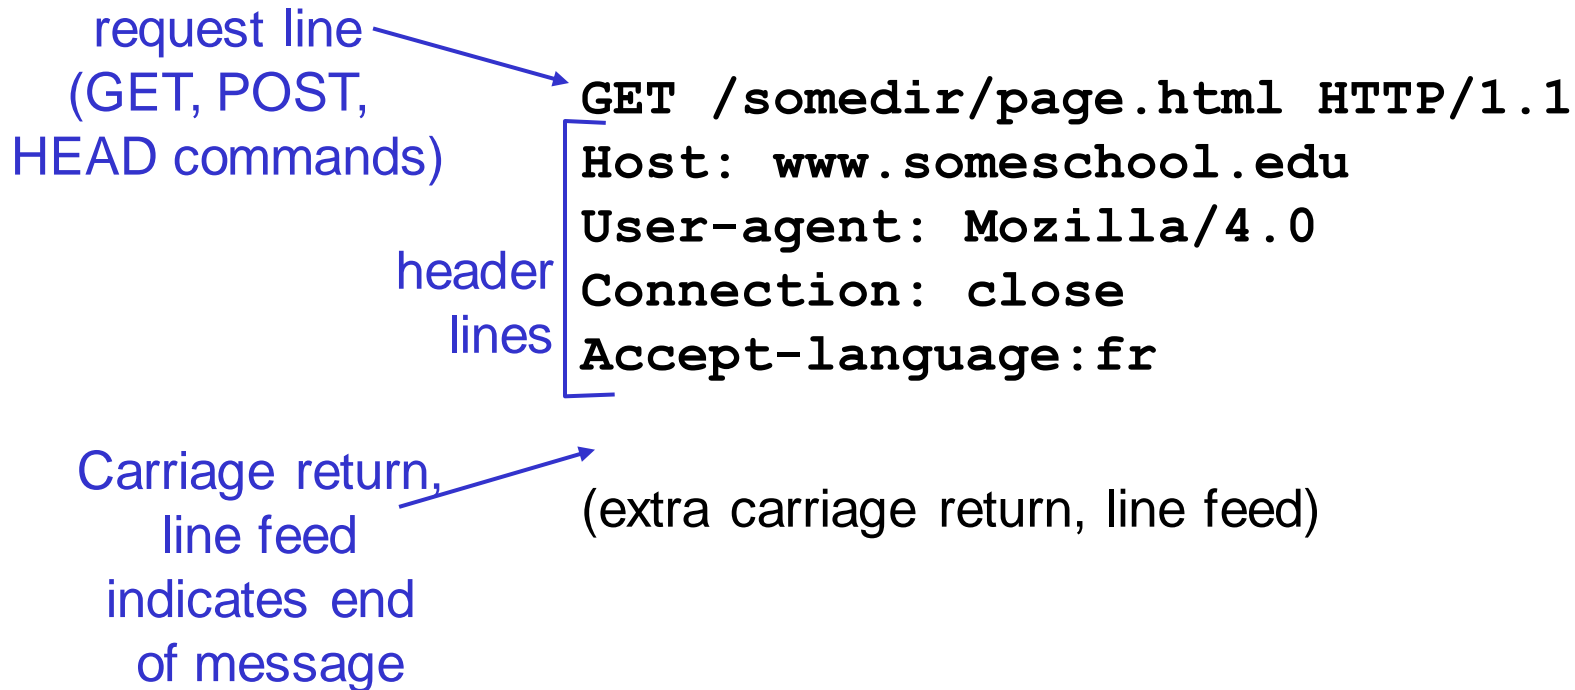 request line
(GET, POST,
HEAD commands)
GET /somedir/page.html HTTP/1.1
Host: www.someschool.edu
User-agent: Mozilla/4.0
Connection: close
Accept-language:fr
header
lines
Carriage return,
line feed
indicates end
of message
(extra carriage return, line feed)